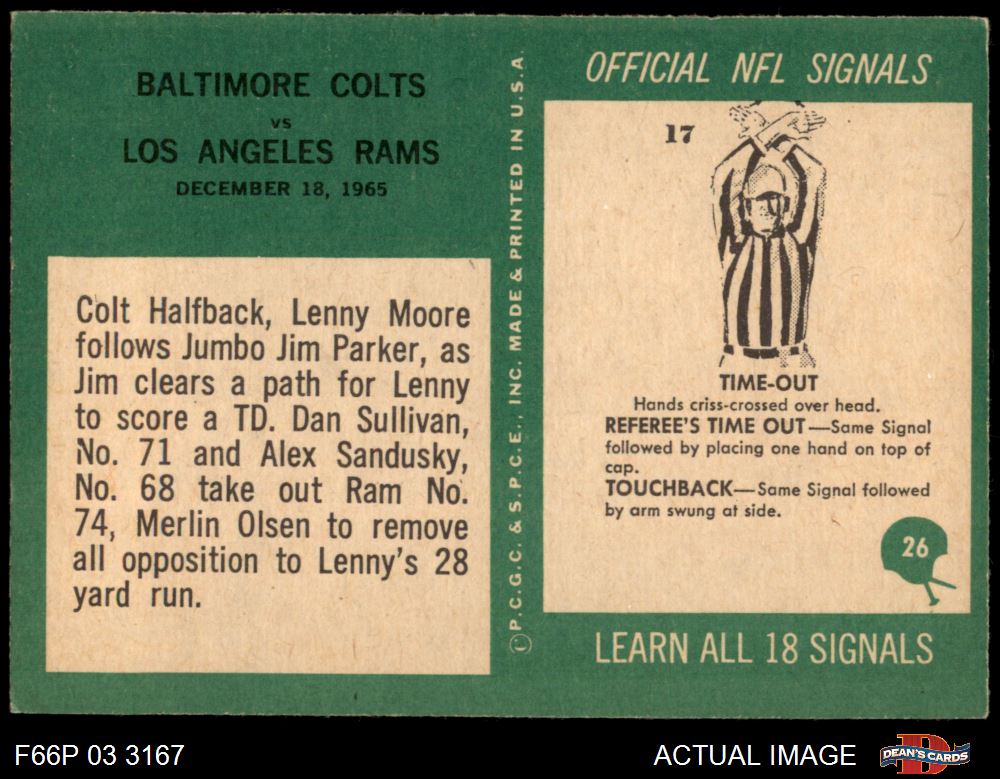 BALTIMORE COLTS
VS
LOS ANGELES RAMS
DECEMBER 18, 1965
Colt Halfback, Lenny Moore
follows Jumbo Jim Parker, as
Jim clears a path for Lenny
to score a TD. Dan Sullivan,
No. 71 and Alex Sandusky,
No. 68 take out Ram No.
74, Merlin Olsen to remove
all opposition to Lenny's 28
yard run.
©P.C.G.C. & S.P.C.E., INC. MADE & PRINTED IN U.S.A.
OFFICIAL NFL SIGNALS
17
TIME-OUT
Hands criss-crossed over head.
REFEREE'S TIME OUT—Same Signal
followed by placing one hand on top of
cap.
TOUCHBACK—Same Signal followed
by arm swung at side.
26
LEARN ALL 18 SIGNALS
F66P 03 3167
ACTUAL IMAGE
DEAN'S CARDS